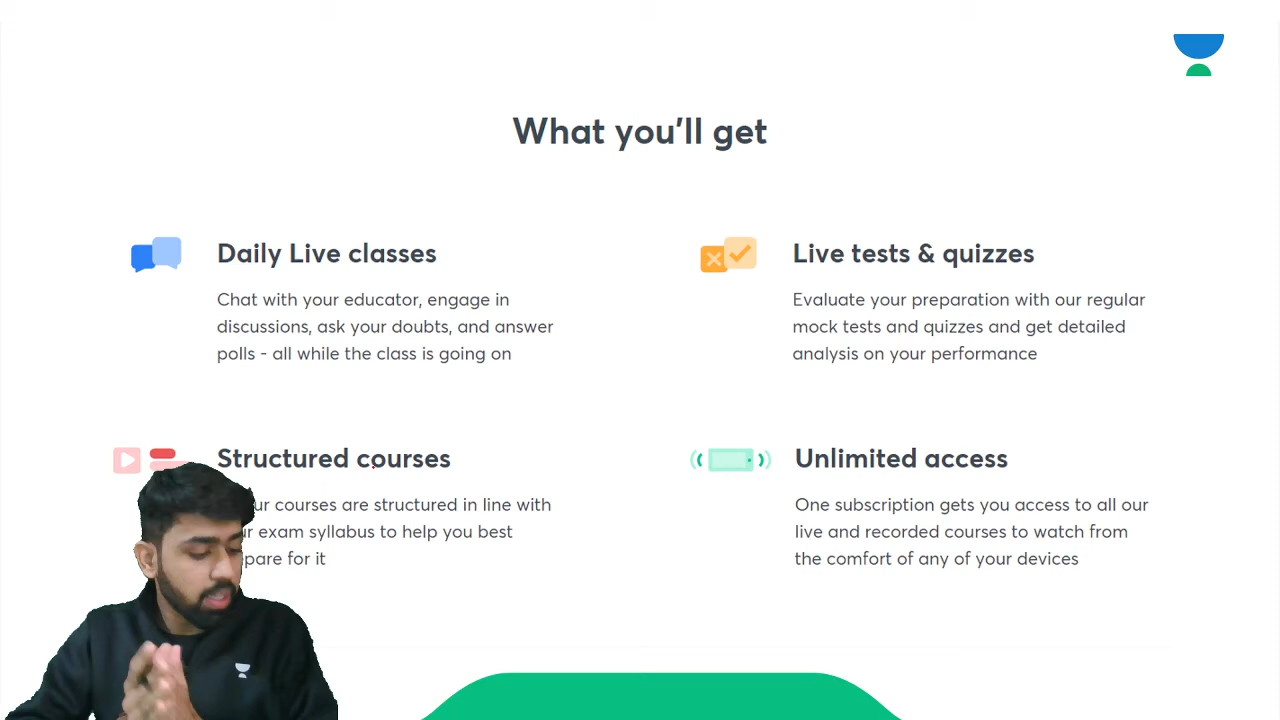 What you'll get
Daily Live classes
Chat with your educator, engage in
discussions, ask your doubts, and answer
polls - all while the class is going on
Live tests & quizzes
Evaluate your preparation with our regular
mock tests and quizzes and get detailed
analysis on your performance
Structured courses
courses are structured in line with
exam syllabus to help you best
for it
Unlimited access
One subscription gets you access to all our
live and recorded courses to watch from
the comfort of any of your devices